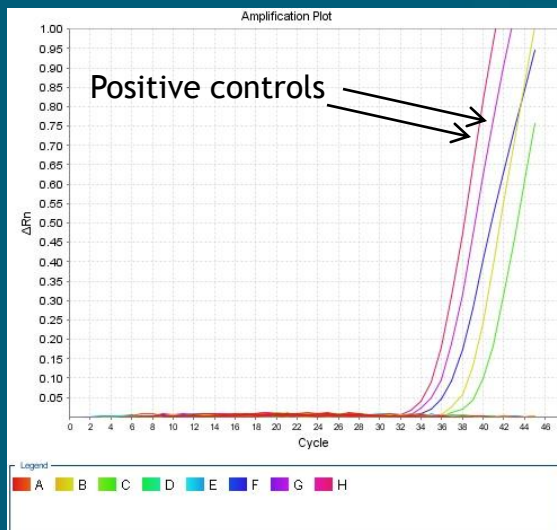 Amplification Plot
1.00
0.95
0.90
0.85
0.80
0.75
0.70
0.65
0.60
0.55
0.50
0.45
0.40
0.35
0.30
0.25
0.20
0.15
0.10
0.05
ΔRn
Positive controls
0 2 4 6 8 10 12 14 16 18 20 22 24 26 28 30 32 34 36 38 40 42 44 46
Cycle
Legend
A B C D E F G H